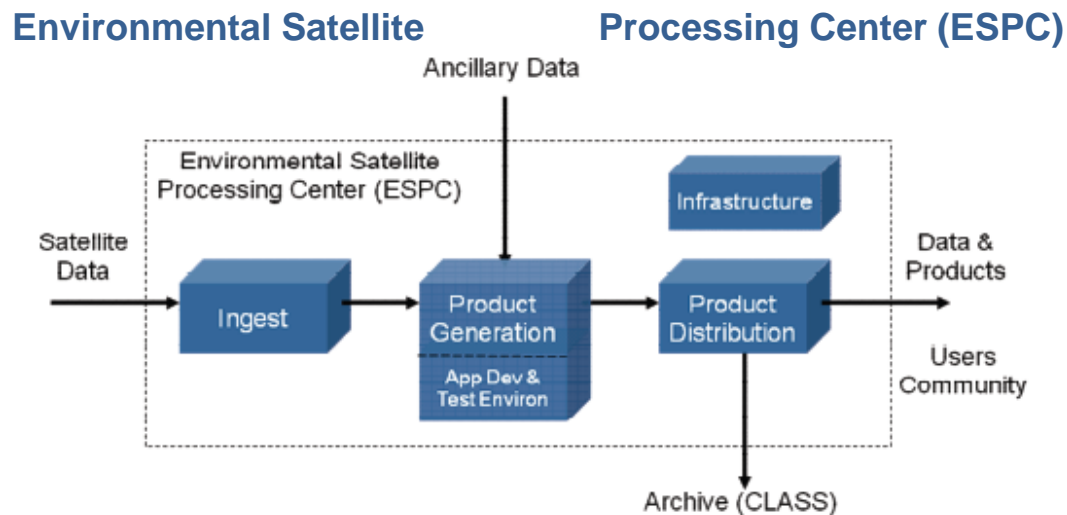 Environmental Satellite Processing Center (ESPC)
Ancillary Data
Environmental Satellite
Processing Center (ESPC)
Infrastructure
Satellite
Data
Ingest
Product
Generation
App Dev &
Test Environ
Product
Distribution
Data &
Products
Users
Community
Archive (CLASS)